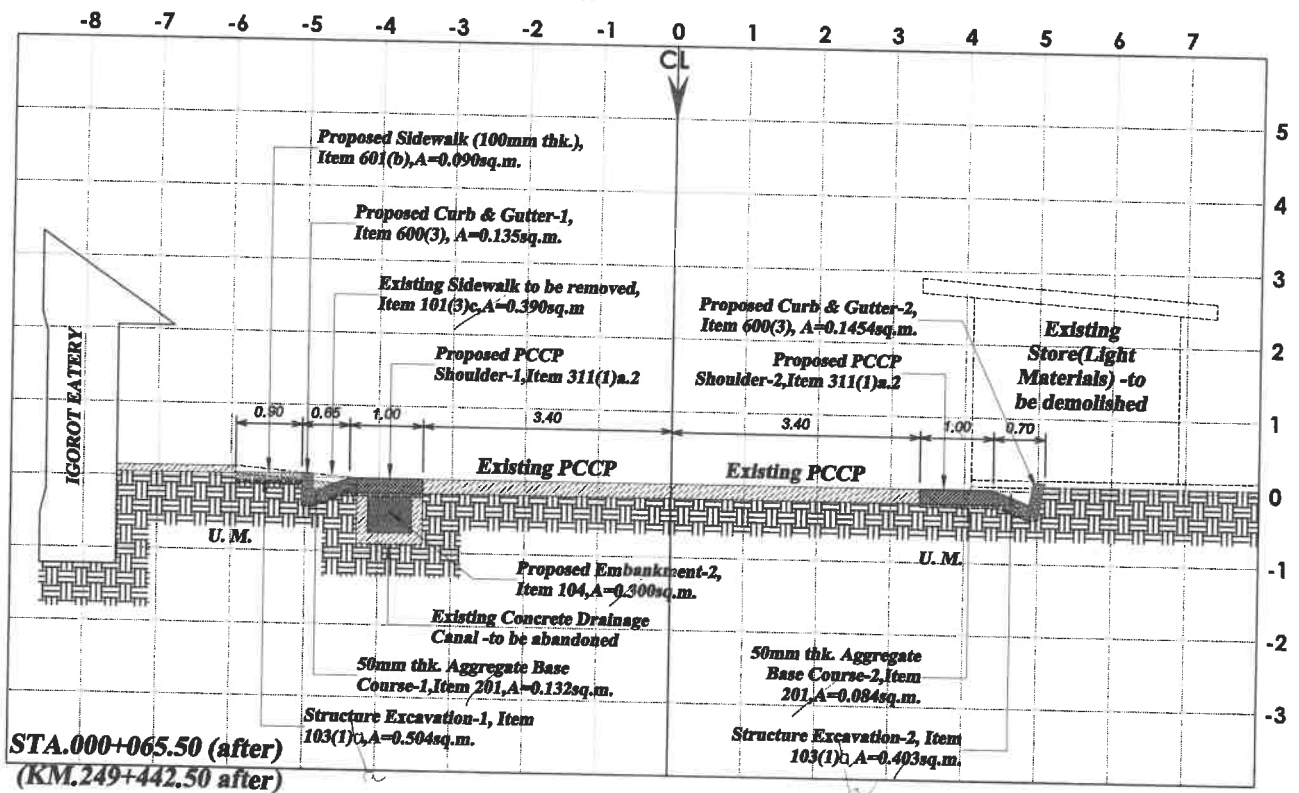 -8 -7 -6 -5 -4 -3 -2 -1 0 1 2 3 4 5 6 7
CL
5
4
3
2
1
0
-1
-2
-3
Proposed Sidewalk (100mm thk.),
Item 601(b),A=0.090sq.m.
Proposed Curb & Gutter-1,
Item 600(3), A=0.135sq.m.
Existing Sidewalk to be removed,
Item 101(3)c,A=0.390sq.m
Proposed PCCP
Shoulder-1,Item 311(1)a.2
Proposed Curb & Gutter-2,
Item 600(3), A=0.1454sq.m.
Proposed PCCP
Shoulder-2,Item 311(1)a.2
Existing
Store(Light
Materials) -to
be demolished
IGOROT EATERY
0.90 0.65 1.00 3.40 3.40 1.00 0.70
Existing PCCP
Existing PCCP
U. M.
U. M.
Proposed Embankment-2,
Item 104,A=0.300sq.m.
Existing Concrete Drainage
Canal -to be abandoned
50mm thk. Aggregate Base
Course-1,Item 201,A=0.132sq.m.
Structure Excavation-1, Item
103(1)a,A=0.504sq.m.
50mm thk. Aggregate
Base Course-2,Item
201,A=0.084sq.m.
Structure Excavation-2, Item
103(1)a, A=0.403sq.m.
STA.000+065.50 (after)
(KM.249+442.50 after)